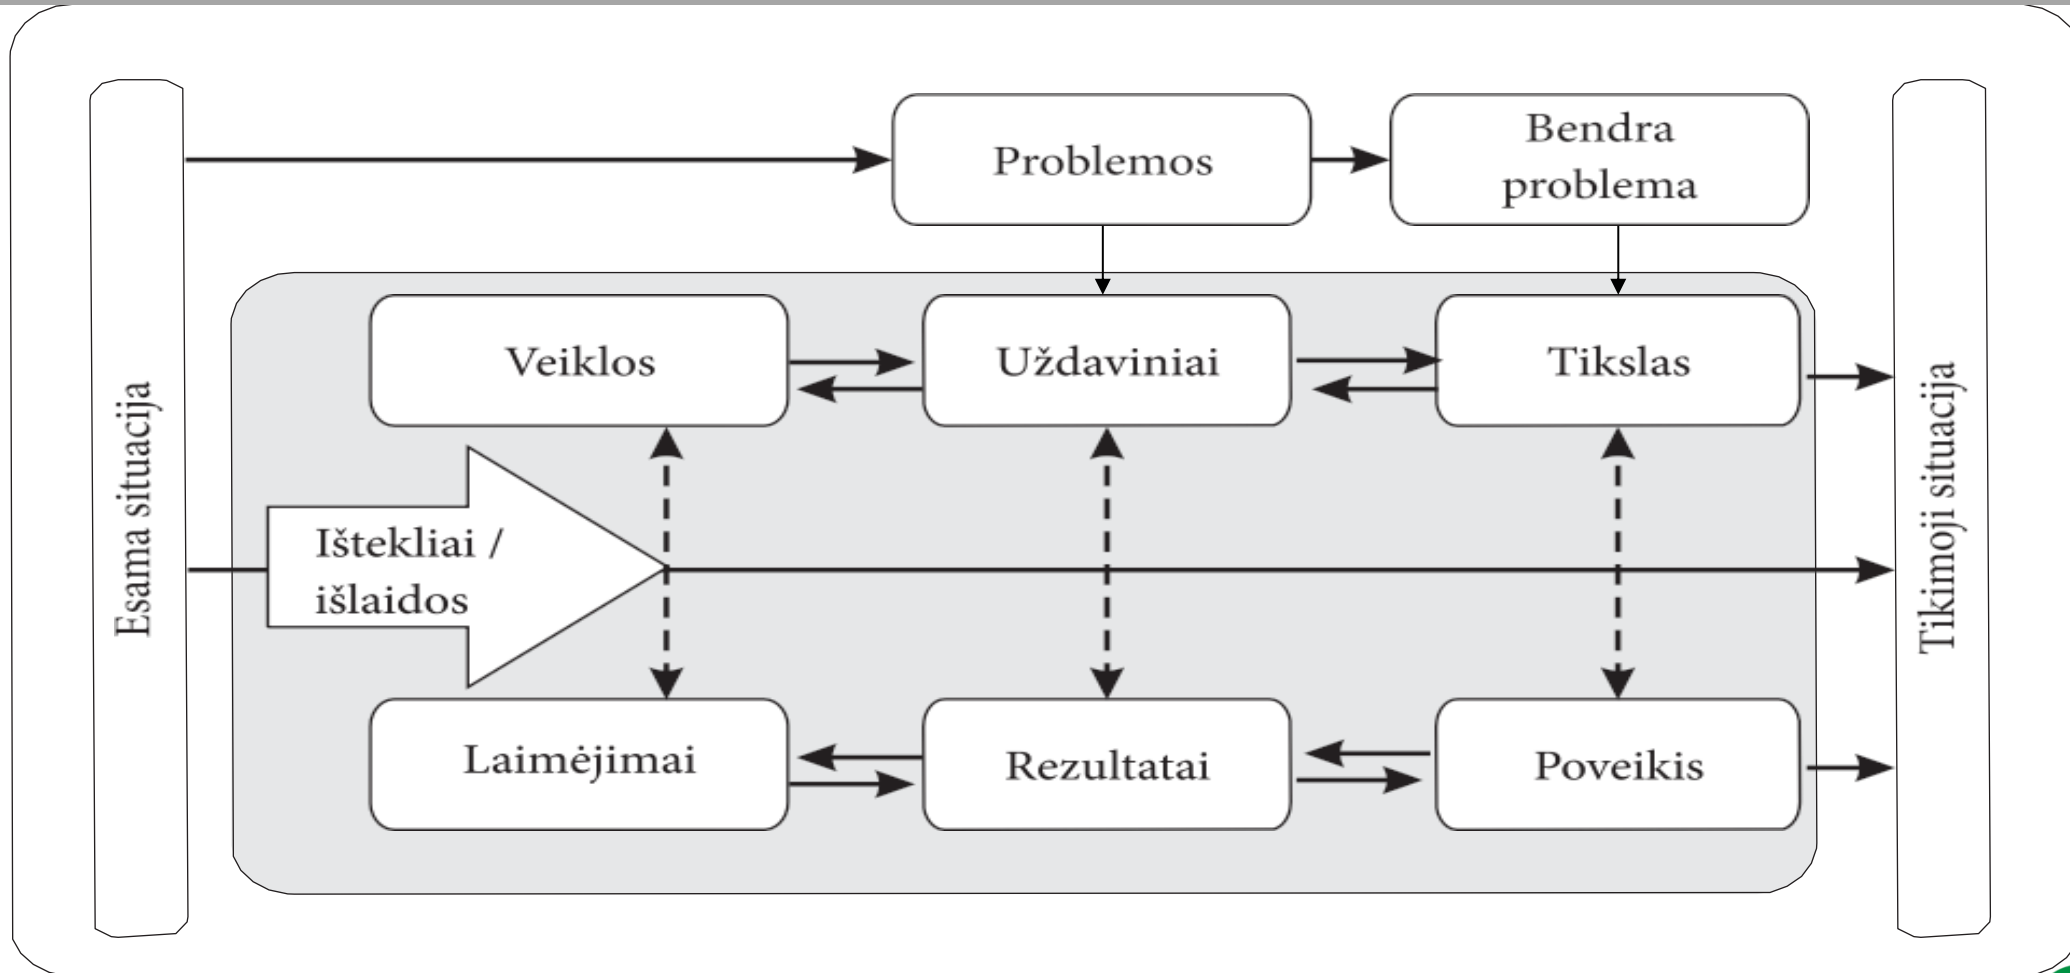 Esama situacija
Problemos
Bendra
problema
Veiklos
Uždaviniai
Tikslas
Ištekliai /
išlaidos
Laimėjimai
Rezultatai
Poveikis
Tikimoji situacija